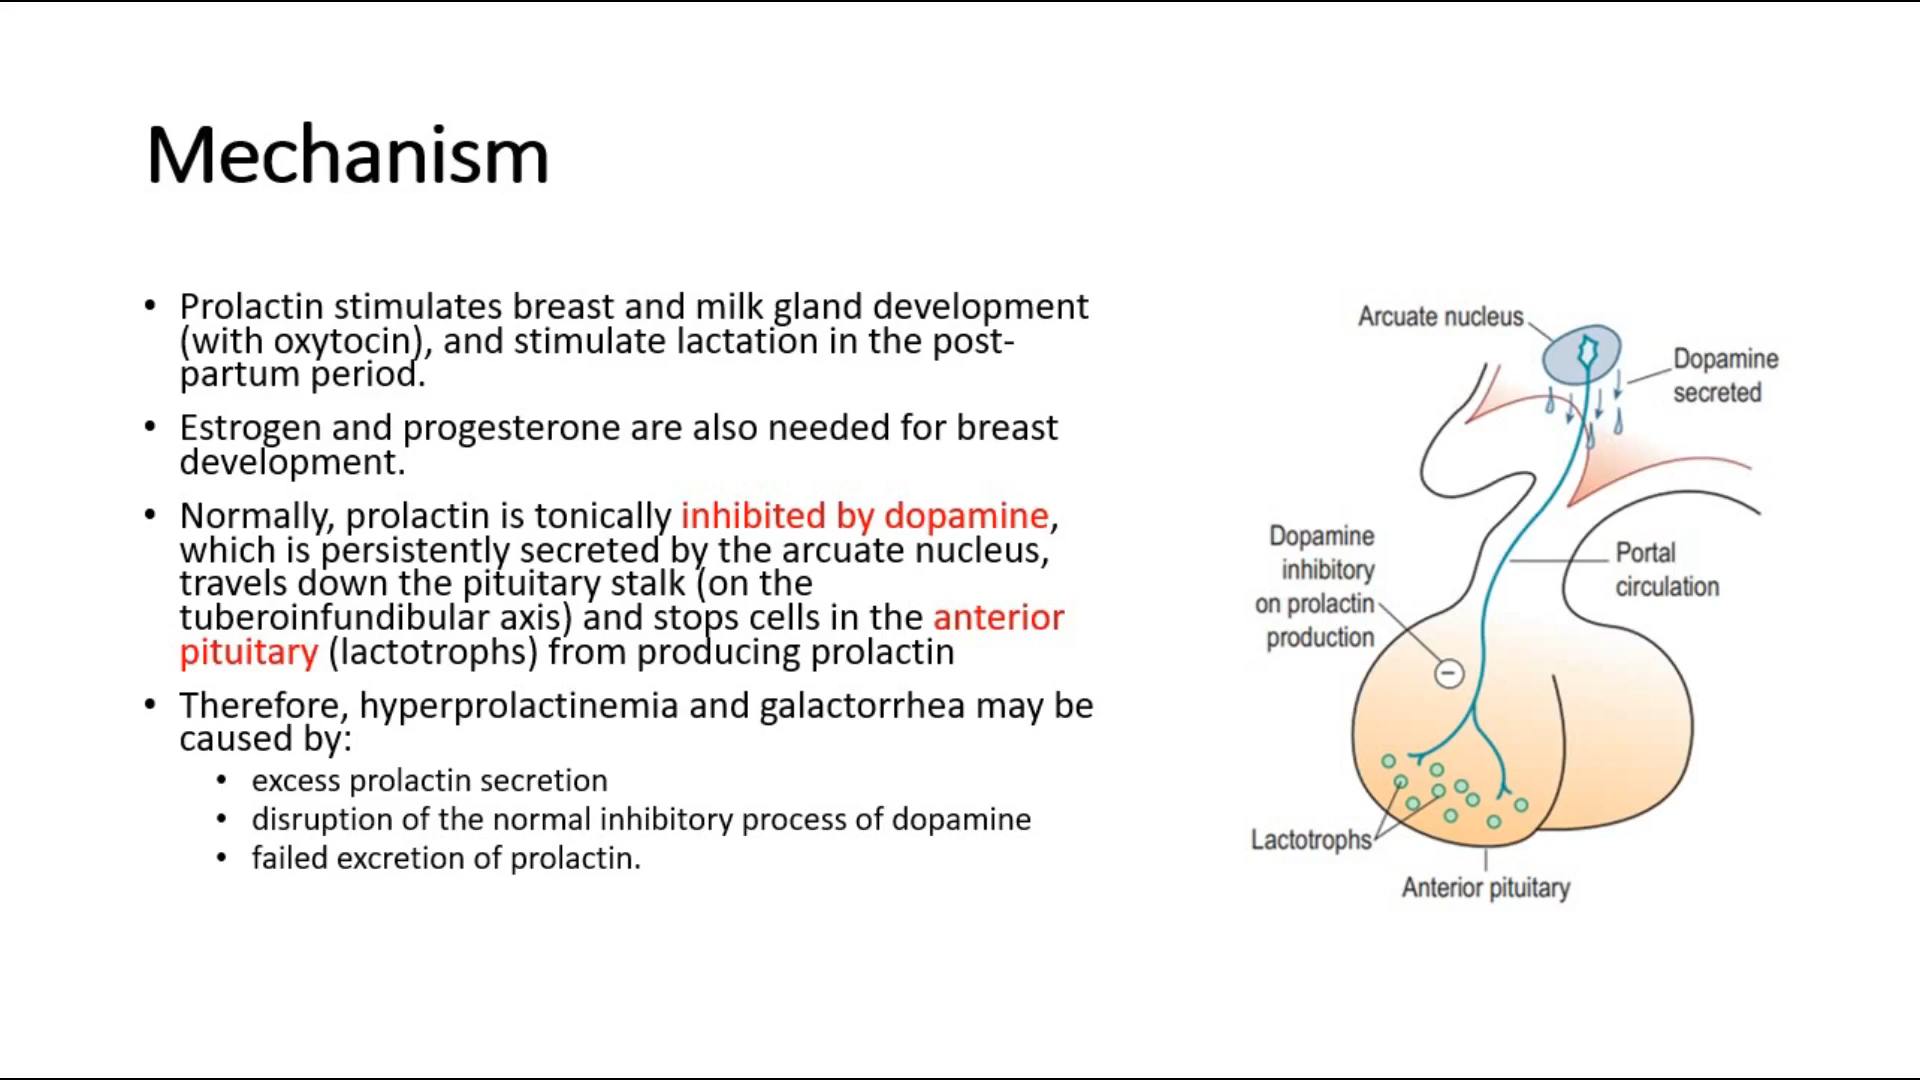 Mechanism
• Prolactin stimulates breast and milk gland development
(with oxytocin), and stimulate lactation in the post-
partum period.
• Estrogen and progesterone are also needed for breast
development.
• Normally, prolactin is tonically inhibited by dopamine,
which is persistently secreted by the arcuate nucleus,
travels down the pituitary stalk (on the
tuberoinfundibular axis) and stops cells in the anterior
pituitary (lactotrophs) from producing prolactin
• Therefore, hyperprolactinemia and galactorrhea may be
caused by:
• excess prolactin secretion
• disruption of the normal inhibitory process of dopamine
• failed excretion of prolactin.
Arcuate nucleus
Dopamine
secreted
Dopamine
inhibitory
on prolactin
production
Portal
circulation
Lactotrophs
Anterior pituitary